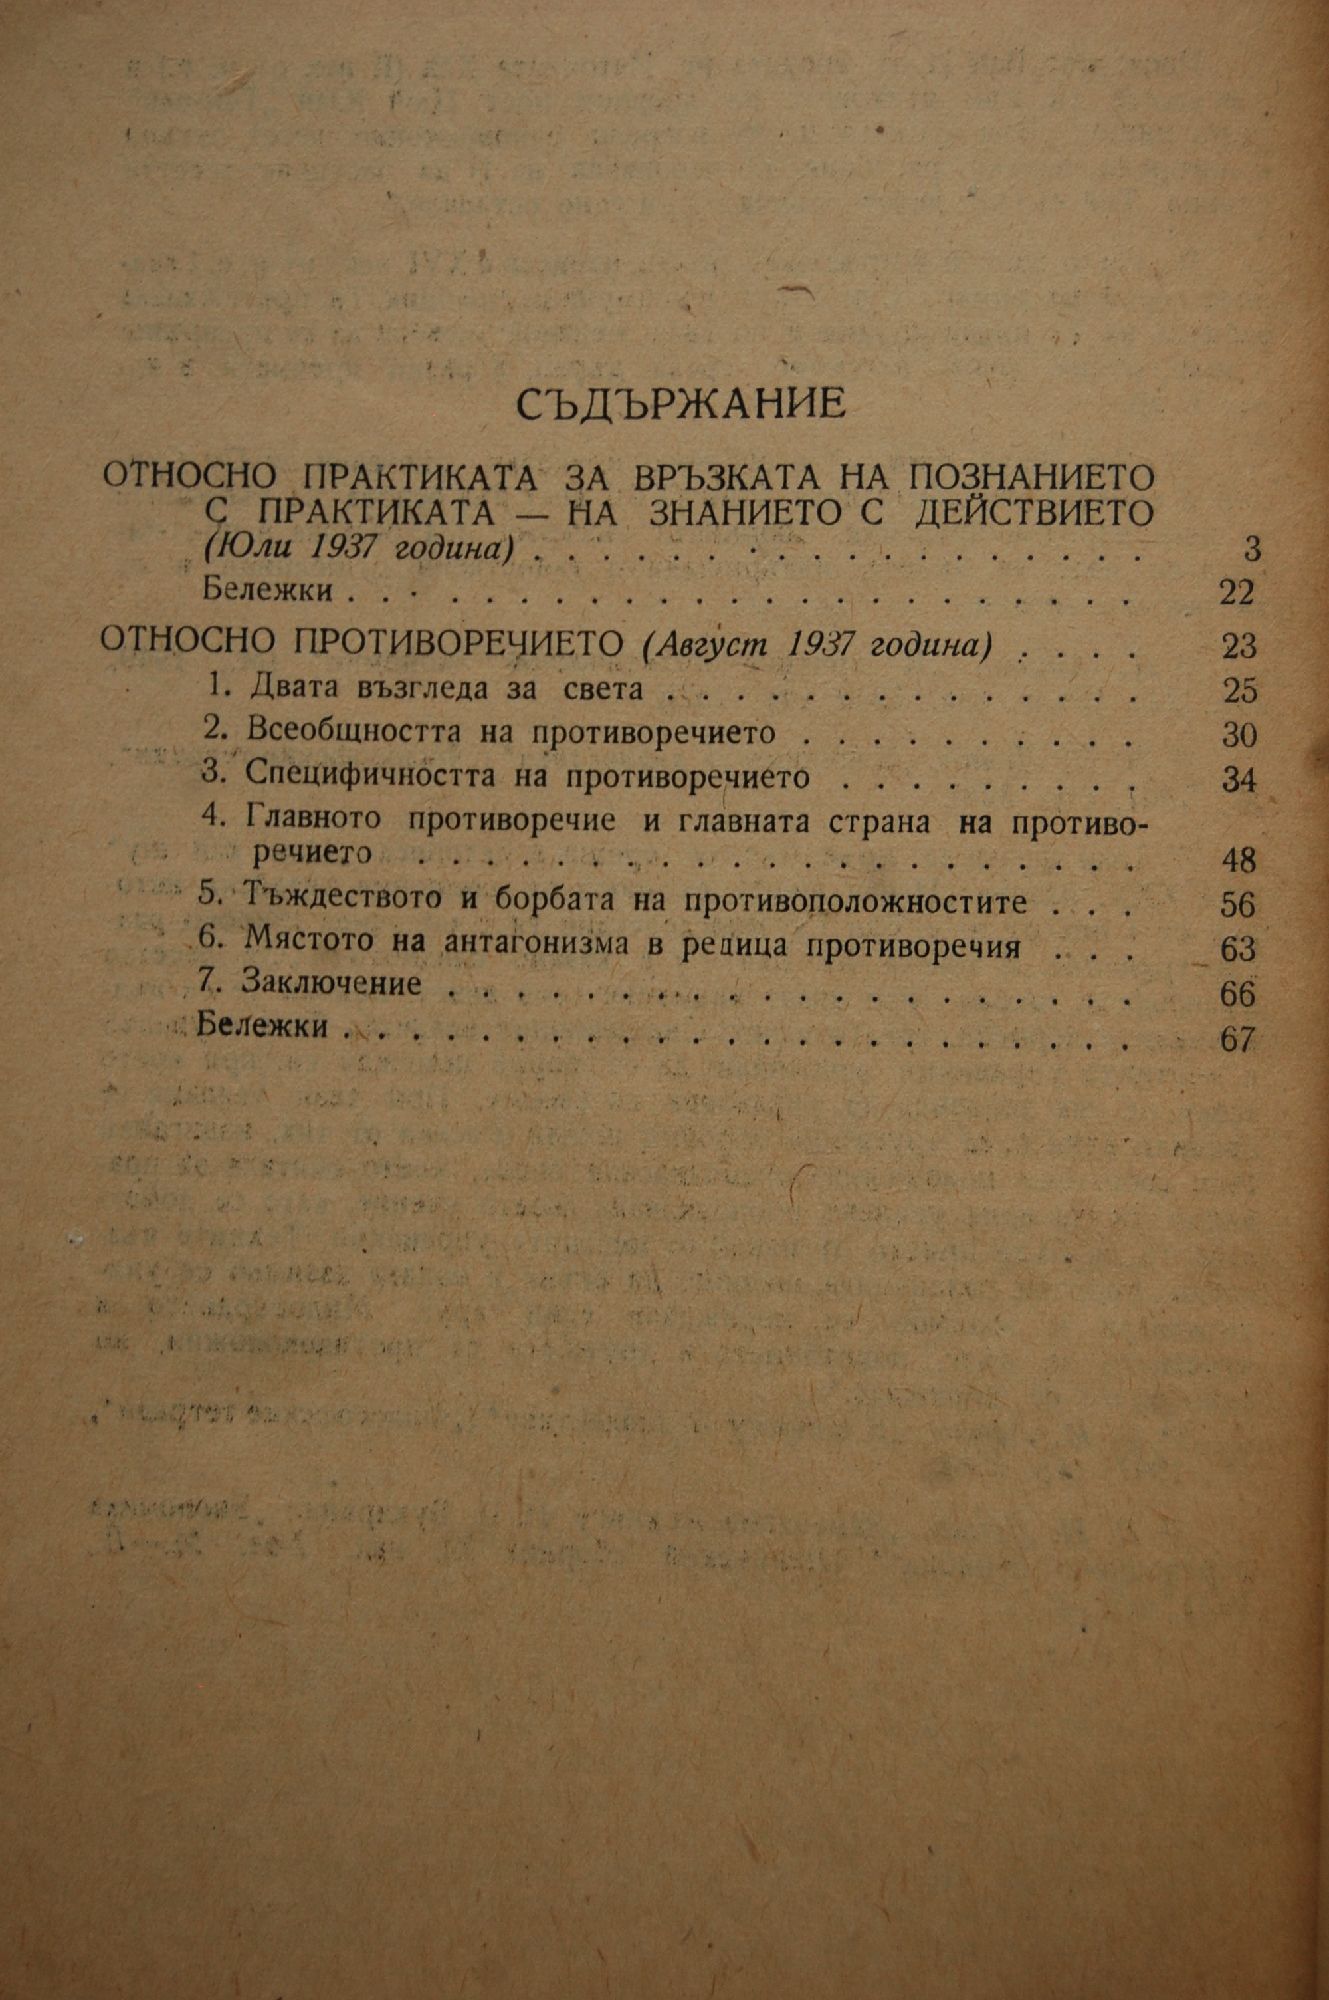 СЪДЪРЖАНИЕ
ОТНОСНО ПРАКТИКАТА ЗА ВРЪЗКАТА НА ПОЗНАНИЕТО
С ПРАКТИКАТА — НА ЗНАНИЕТО С ДЕЙСТВИЕТО
(Юли 1937 година) . . . . . . . . . . . . . . . . . . 3
Бележки . . . . . . . . . . . . . . . . . . . . . . . 22
ОТНОСНО ПРОТИВОРЕЧИЕТО (Август 1937 година) . . . . 23
1. Двата възгледа за света . . . . . . . . . . . . . . 25
2. Всеобщността на противоречието . . . . . . . . . . 30
3. Специфичността на противоречието . . . . . . . . . 34
4. Главното противоречие и главната страна на противо-
речието . . . . . . . . . . . . . . . . . . . . . 48
5. Тъждеството и борбата на противоположностите . . . 56
6. Мястото на антагонизма в редица противоречия . . . 63
7. Заключение . . . . . . . . . . . . . . . . . . . . 66
Бележки . . . . . . . . . . . . . . . . . . . . . . . 67